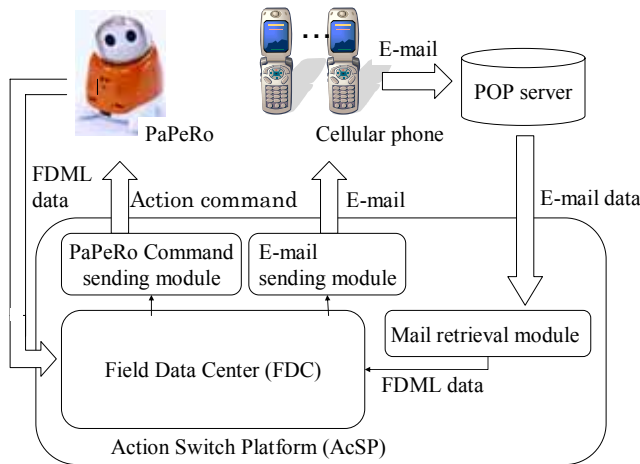 E-mail
POP server
PaPeRo
Cellular phone
FDML
data
Action command
E-mail
E-mail data
PaPeRo Command
sending module
E-mail
sending module
Mail retrieval module
Field Data Center (FDC)
FDML data
Action Switch Platform (AcSP)